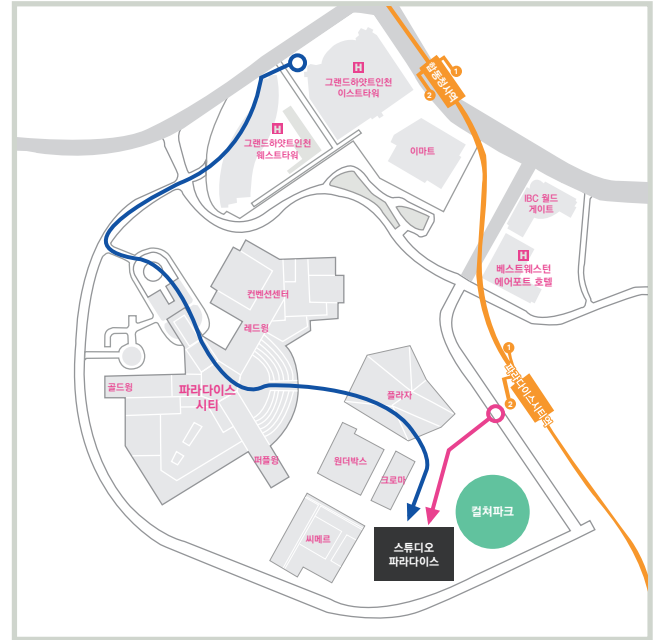 H
그랜드하얏트인천
이스트타워
1
2
합동청사역
H
그랜드하얏트인천
웨스트타워
이마트
IBC 월드
게이트
H
베스트웨스턴
에어포트 호텔
컨벤션센터
레드윙
골드윙
파라다이스
시티
퍼플윙
플라자
1
2
파라다이스시티역
원더박스
크로마
씨메르
컬쳐파크
스튜디오
파라다이스